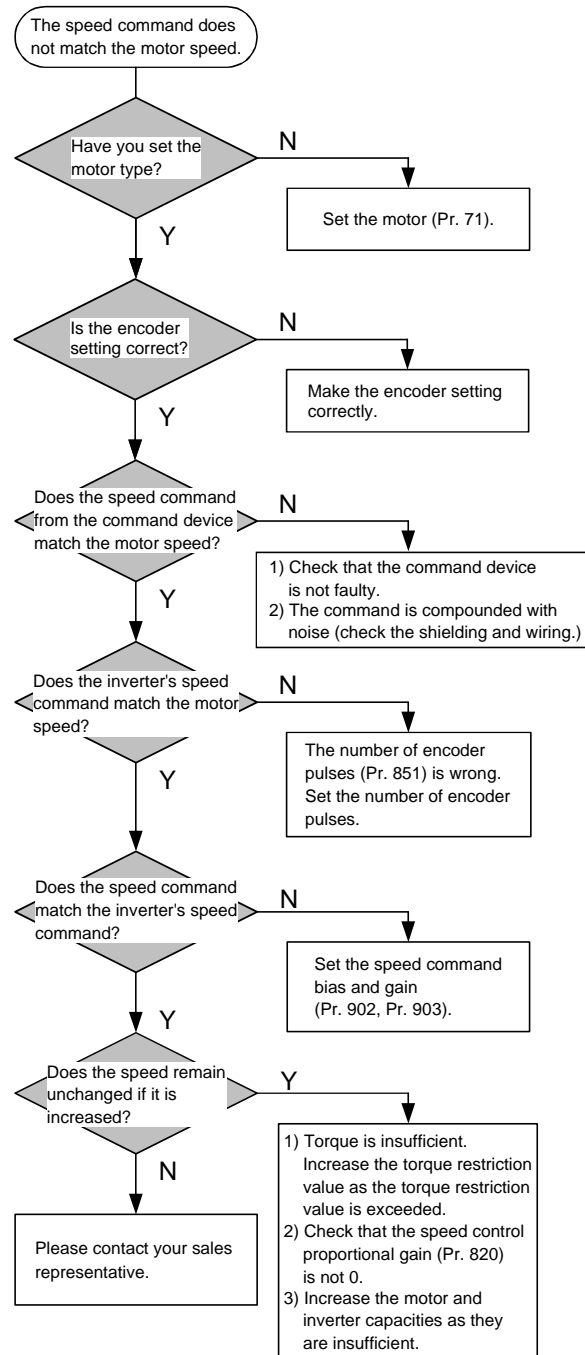 The speed command does
not match the motor speed.
Have you set the
motor type?
N
Set the motor (Pr. 71).
Y
Is the encoder
setting correct?
N
Make the encoder setting
correctly.
Y
Does the speed command
from the command device
match the motor speed?
N
1) Check that the command device
is not faulty.
2) The command is compounded with
noise (check the shielding and wiring.)
Y
Does the inverter's speed
command match the motor
speed?
N
The number of encoder
pulses (Pr. 851) is wrong.
Set the number of encoder
pulses.
Y
Does the speed command
match the inverter's speed
command?
N
Set the speed command
bias and gain
(Pr. 902, Pr. 903).
Y
Does the speed remain
unchanged if it is
increased?
Y
1) Torque is insufficient.
Increase the torque restriction
value as the torque restriction
value is exceeded.
2) Check that the speed control
proportional gain (Pr. 820)
is not 0.
3) Increase the motor and
inverter capacities as they
are insufficient.
N
Please contact your sales
representative.